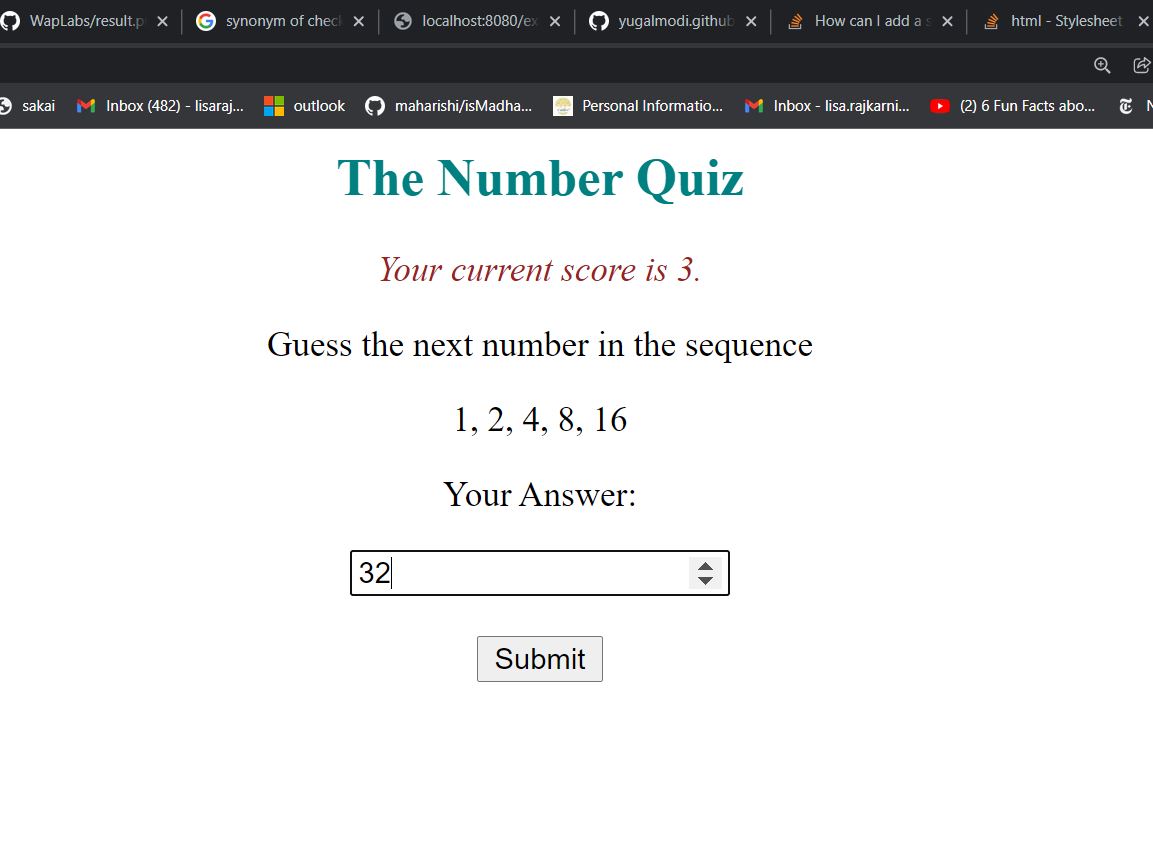 WapLabs/result.p
synonym of chec
localhost:8080/ex
yugalmodi.github
How can I add a s
html - Stylesheet
sakai
Inbox (482) - lisaraj...
outlook
maharishi/isMadha...
Personal Informatio...
Inbox - lisa.rajkarni...
(2) 6 Fun Facts abo...
The Number Quiz
Your current score is 3.
Guess the next number in the sequence
1, 2, 4, 8, 16
Your Answer:
32
Submit